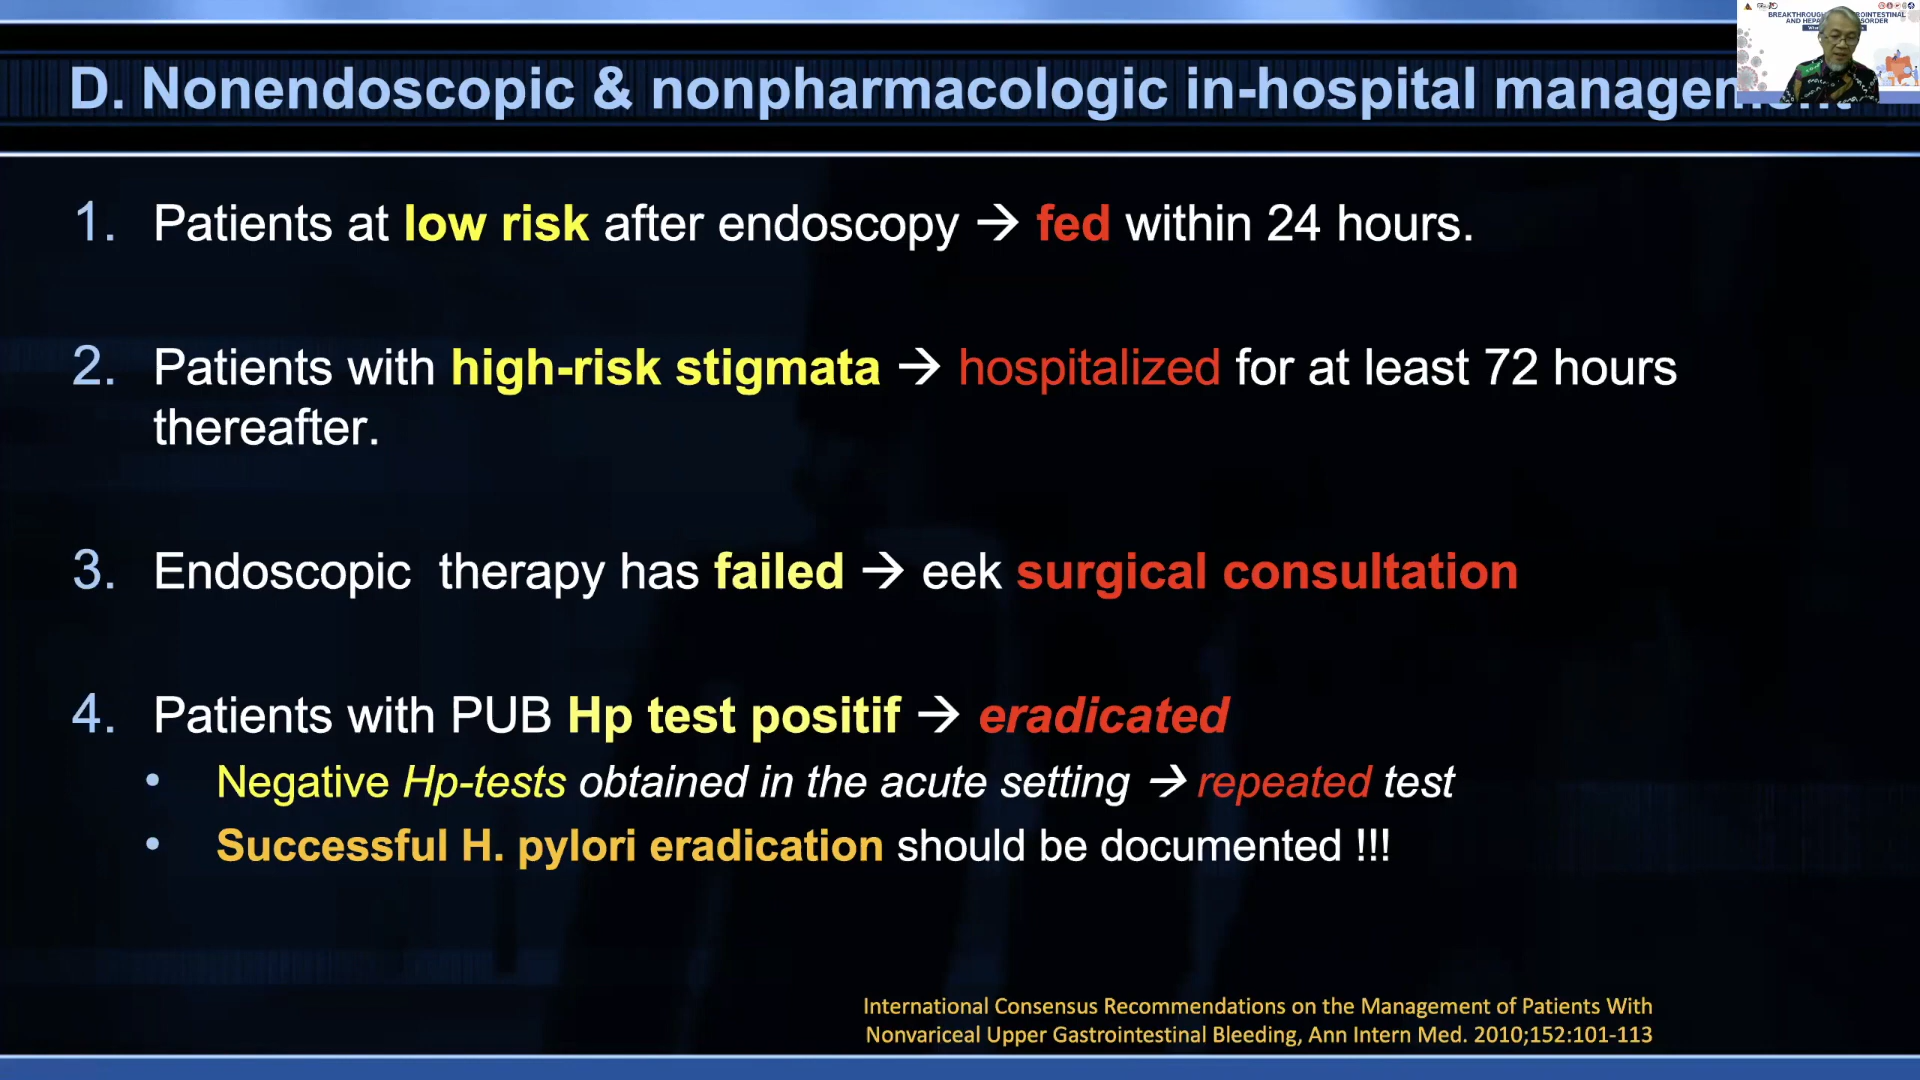 D. Nonendoscopic & nonpharmacologic in-hospital management
BREAKTHROUGH
AND HEPA
1. Patients at low risk after endoscopy → fed within 24 hours.
2. Patients with high-risk stigmata → hospitalized for at least 72 hours
thereafter.
3. Endoscopic therapy has failed → eek surgical consultation
4. Patients with PUB Hp test positif → eradicated
• Negative Hp-tests obtained in the acute setting → repeated test
• Successful H. pylori eradication should be documented !!!
International Consensus Recommendations on the Management of Patients With
Nonvariceal Upper Gastrointestinal Bleeding, Ann Intern Med. 2010;152:101-113